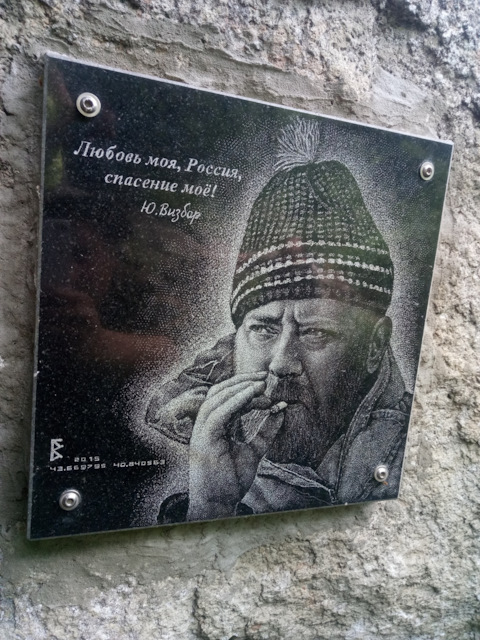 Любовь моя, Россия,
спасение моё!
Ю.Визбор
2015
43.669795 40.840563